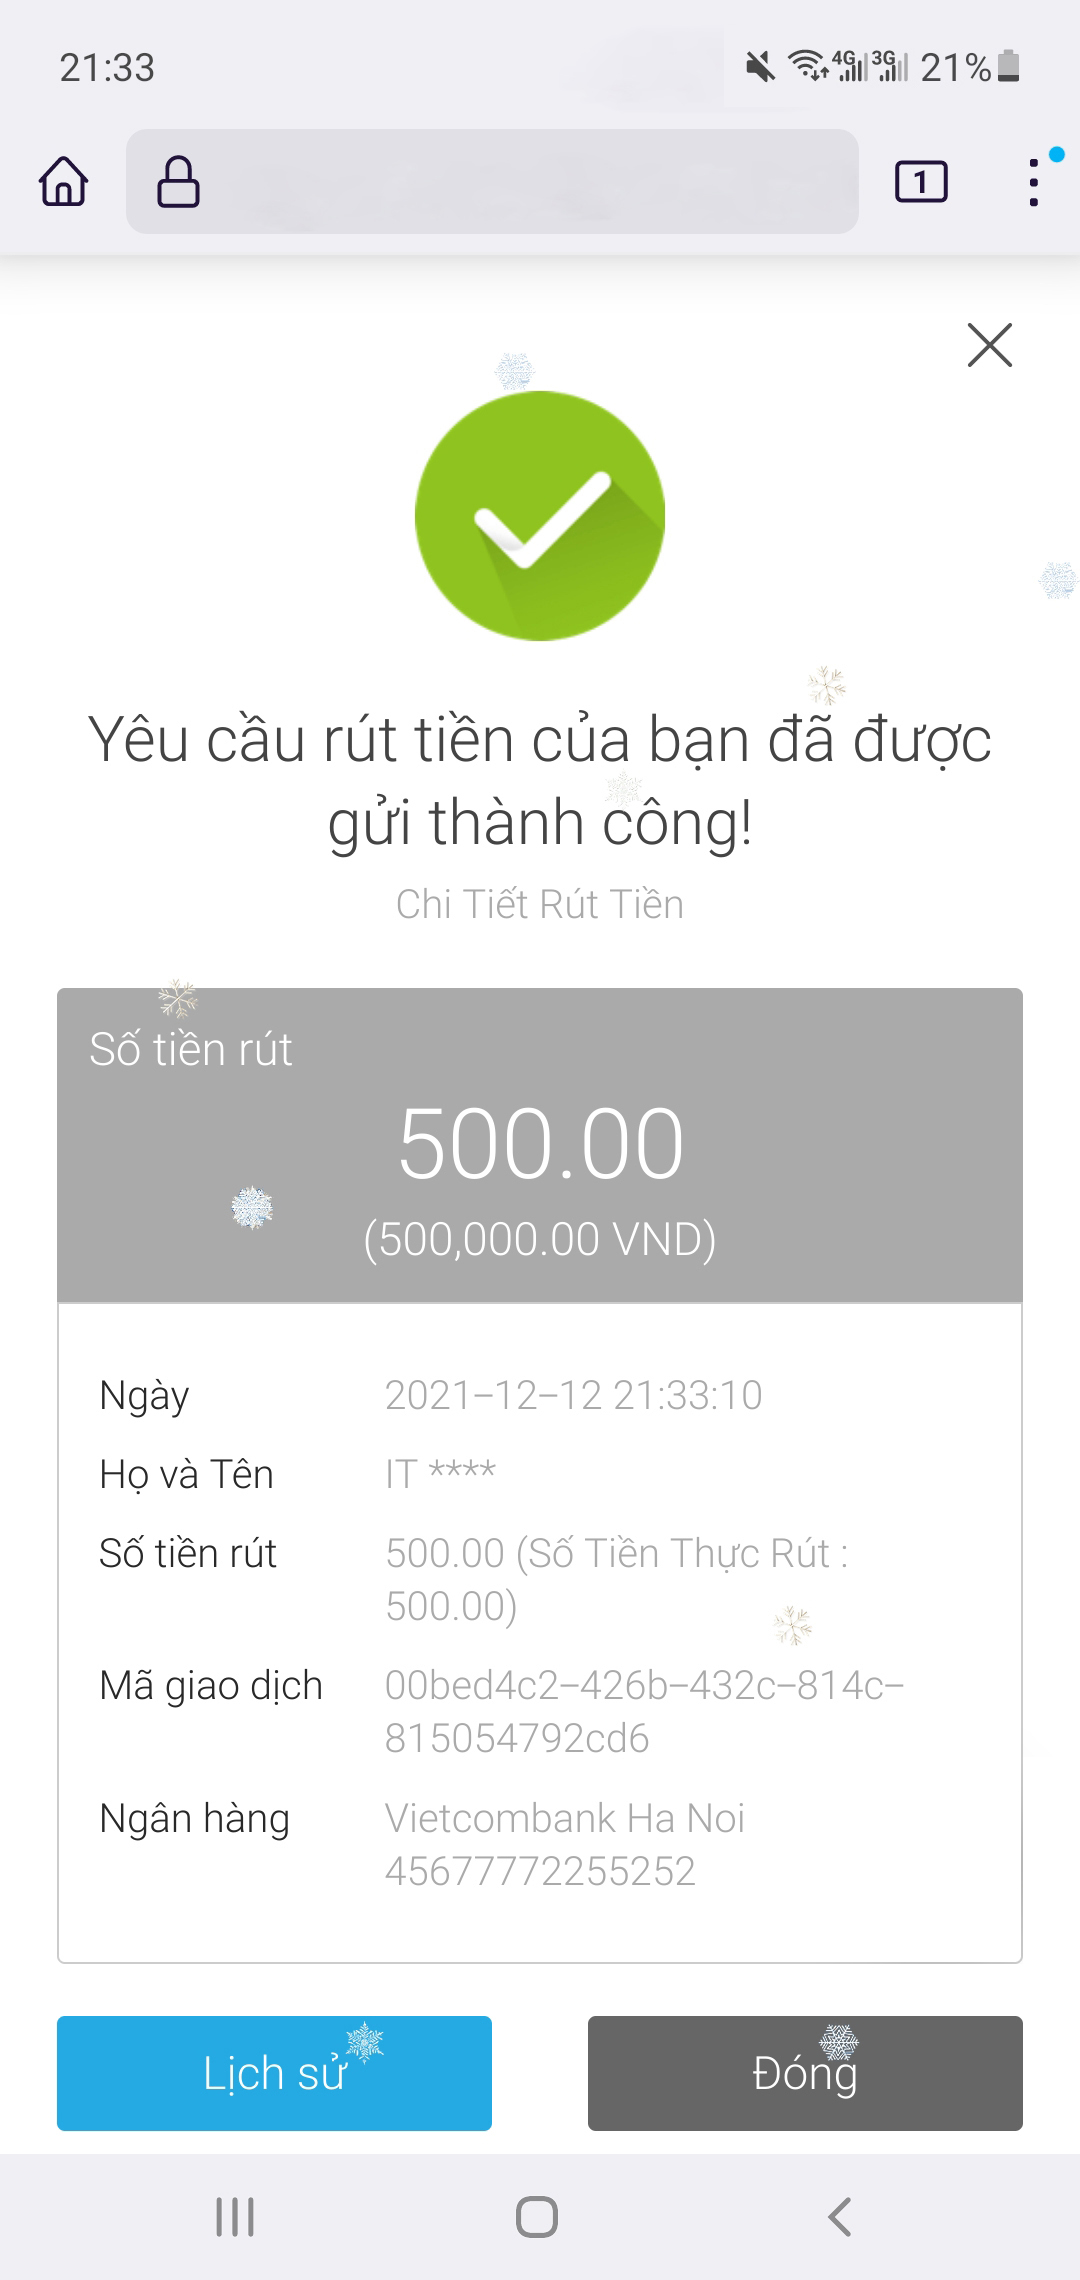 21:33
4G 3G 21%
1
Yêu cầu rút tiền của bạn đã được
gửi thành công!
Chi Tiết Rút Tiền
Số tiền rút
500.00
(500,000.00 VND)
Ngày 2021–12–12 21:33:10
Họ và Tên IT ****
Số tiền rút 500.00 (Số Tiền Thực Rút :
500.00)
Mã giao dịch 00bed4c2–426b–432c–814c–
815054792cd6
Ngân hàng Vietcombank Ha Noi
45677772255252
Lịch sử Đóng